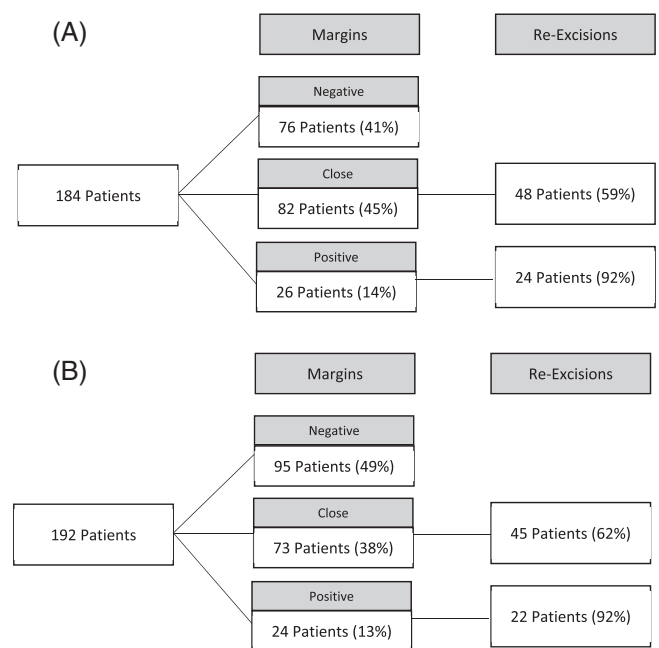 (A)
Margins
Re-Excisions
Negative
76 Patients (41%)
184 Patients
Close
82 Patients (45%)
48 Patients (59%)
Positive
26 Patients (14%)
24 Patients (92%)
(B)
Margins
Re-Excisions
Negative
95 Patients (49%)
192 Patients
Close
73 Patients (38%)
45 Patients (62%)
Positive
24 Patients (13%)
22 Patients (92%)